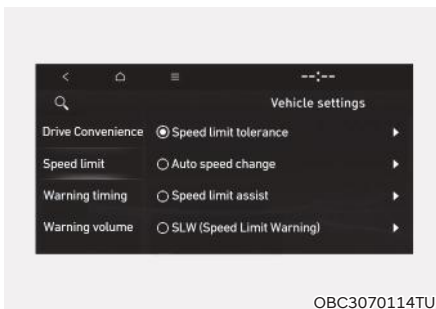 --:--
Vehicle settings
Drive Convenience
Speed limit tolerance
Speed limit
Auto speed change
Warning timing
Speed limit assist
Warning volume
SLW (Speed Limit Warning)
OBC3070114TU